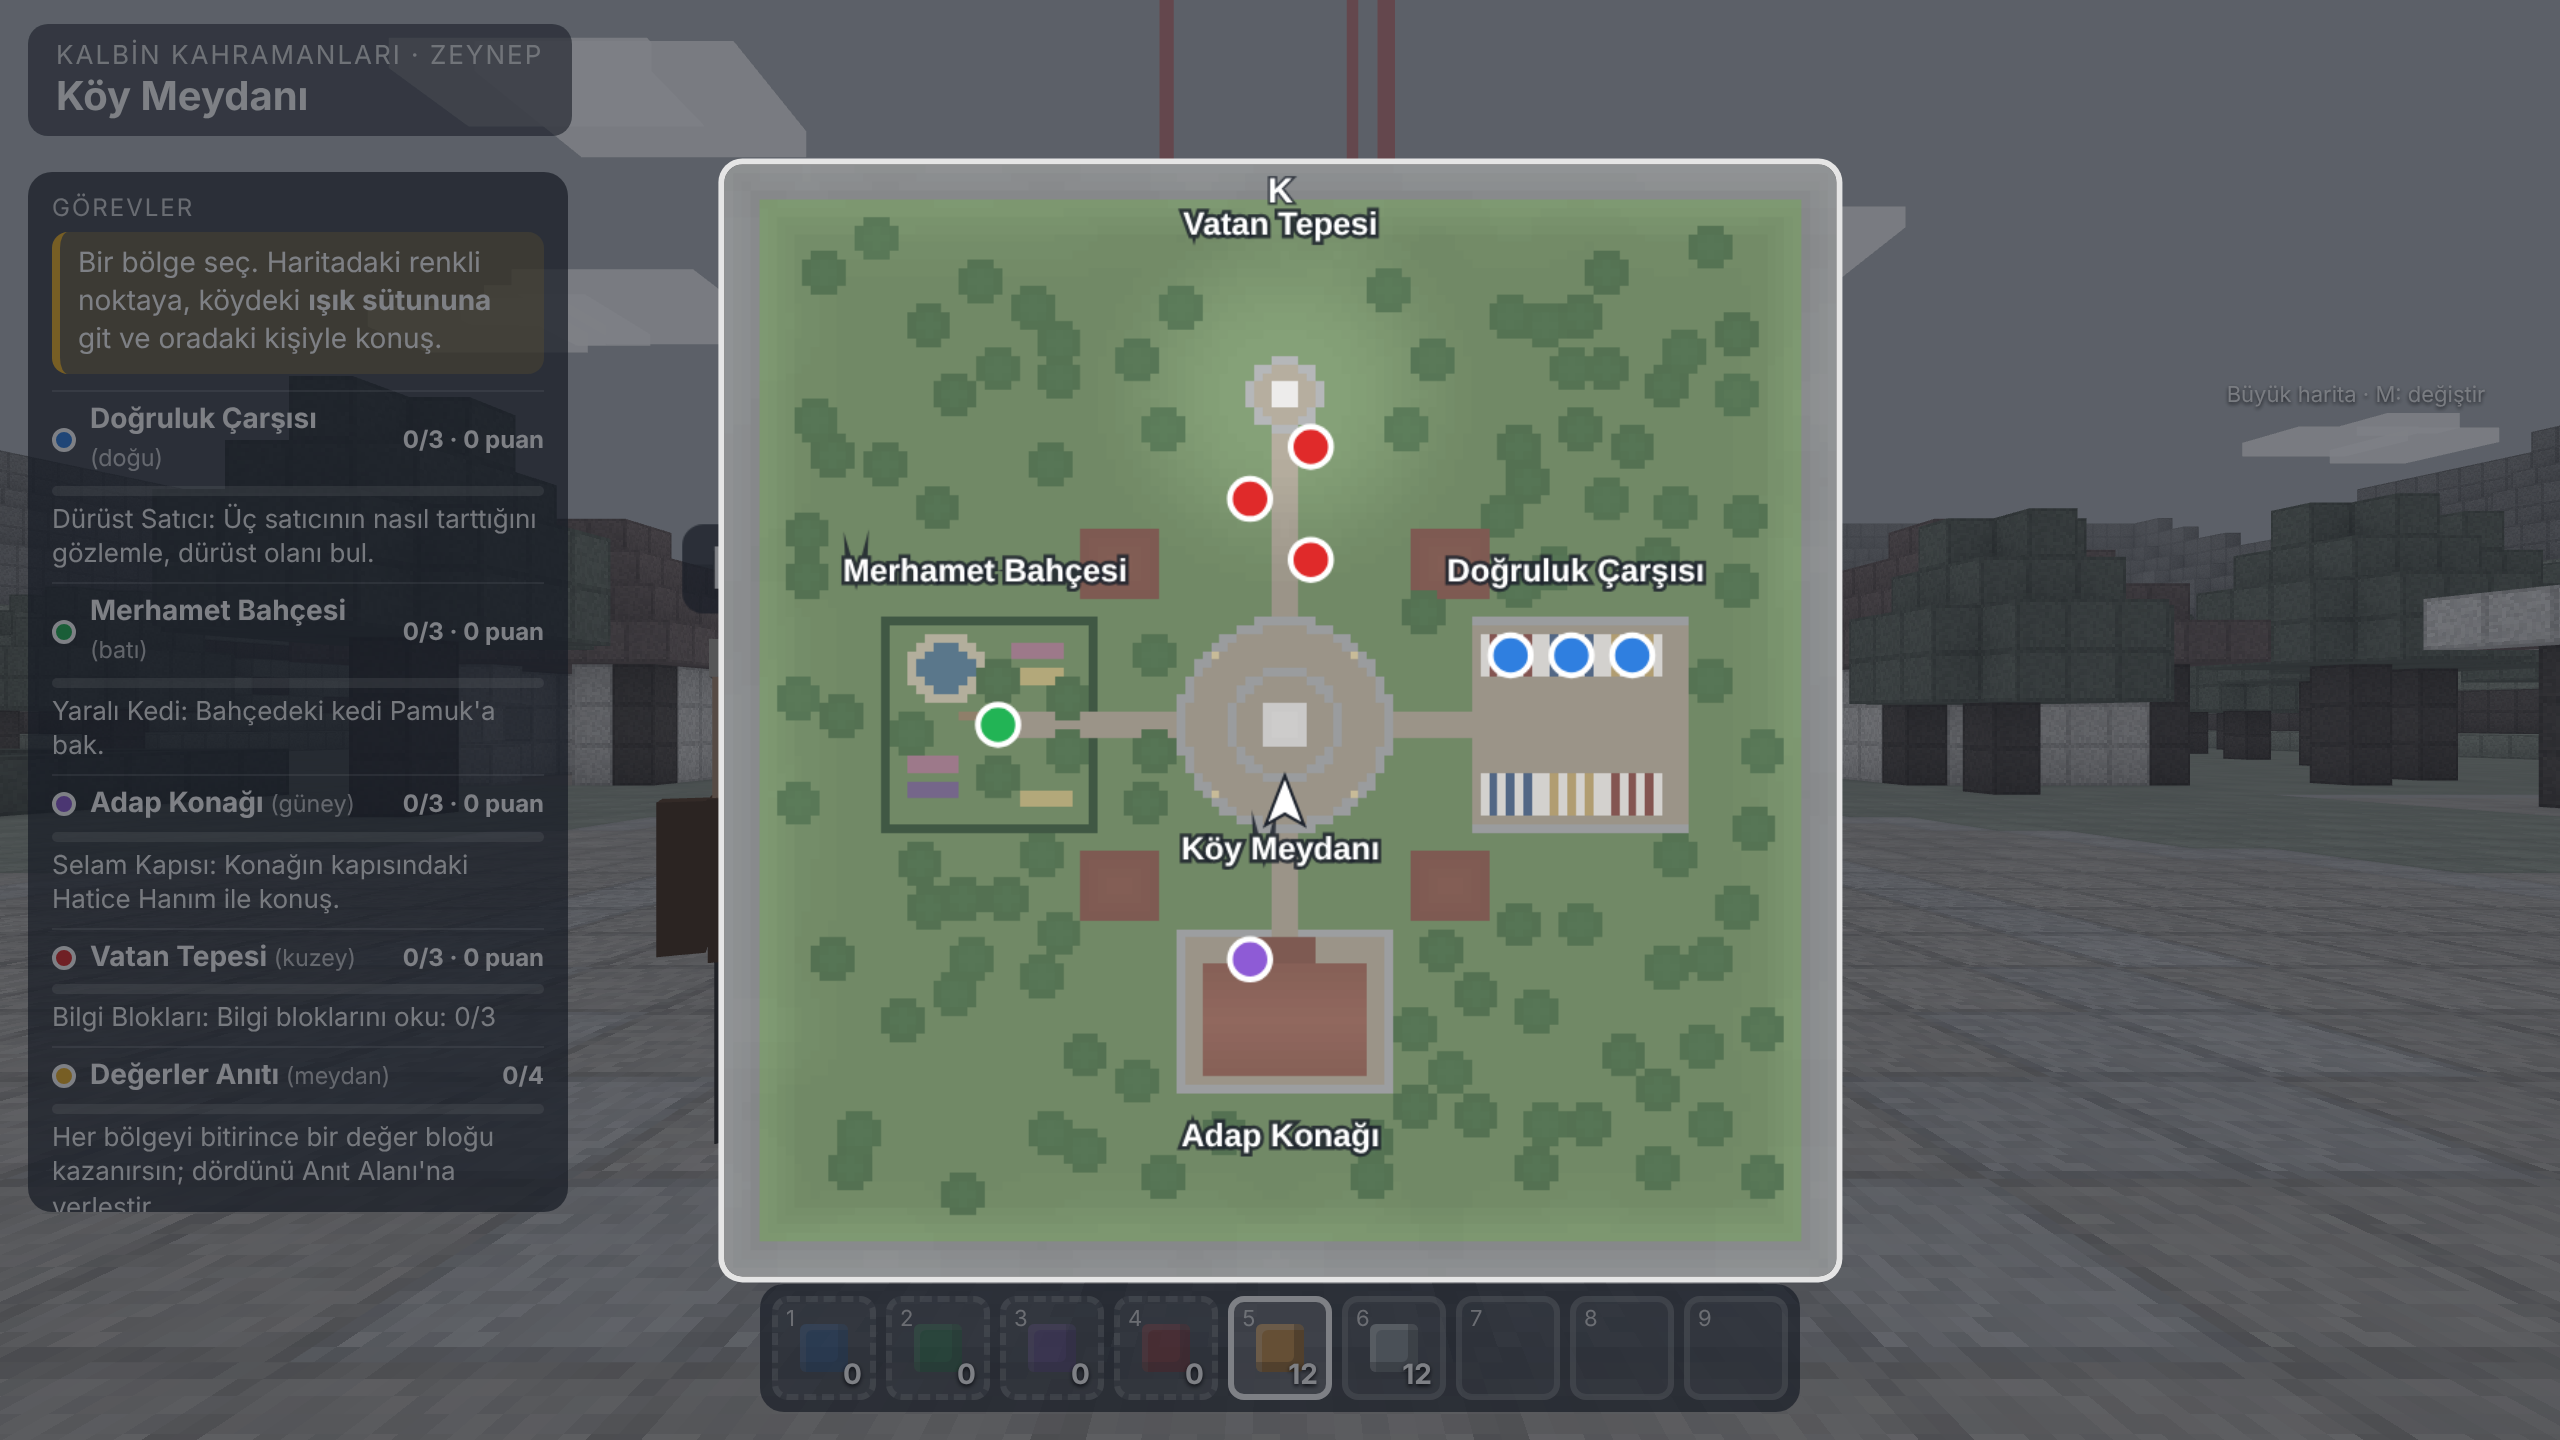 KALBİN KAHRAMANLARI · ZEYNEP
Köy Meydanı
GÖREVLER
Bir bölge seç. Haritadaki renkli
noktaya, köydeki ışık sütununa
git ve oradaki kişiyle konuş.
Doğruluk Çarşısı
(doğu)
0/3 · 0 puan
Dürüst Satıcı: Üç satıcının nasıl tarttığını
gözlemle, dürüst olanı bul.
Merhamet Bahçesi
(batı)
0/3 · 0 puan
Yaralı Kedi: Bahçedeki kedi Pamuk'a
bak.
Adap Konağı (güney) 0/3 · 0 puan
Selam Kapısı: Konağın kapısındaki
Hatice Hanım ile konuş.
Vatan Tepesi (kuzey) 0/3 · 0 puan
Bilgi Blokları: Bilgi bloklarını oku: 0/3
Değerler Anıtı (meydan) 0/4
Her bölgeyi bitirince bir değer bloğu
kazanırsın; dördünü Anıt Alanı'na
yerleştir
K
Vatan Tepesi
Merhamet Bahçesi
Doğruluk Çarşısı
Köy Meydanı
Adap Konağı
Büyük harita · M: değiştir
1 0
2 0
3 0
4 0
5 12
6 12
7
8
9